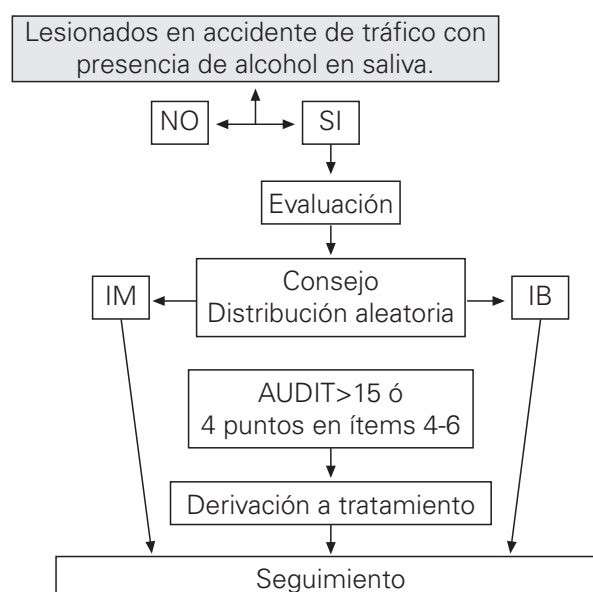 Lesionados en accidente de tráfico con
presencia de alcohol en saliva.
NO
SI
Evaluación
IM
Consejo
Distribución aleatoria
IB
AUDIT>15 ó
4 puntos en ítems 4-6
Derivación a tratamiento
Seguimiento